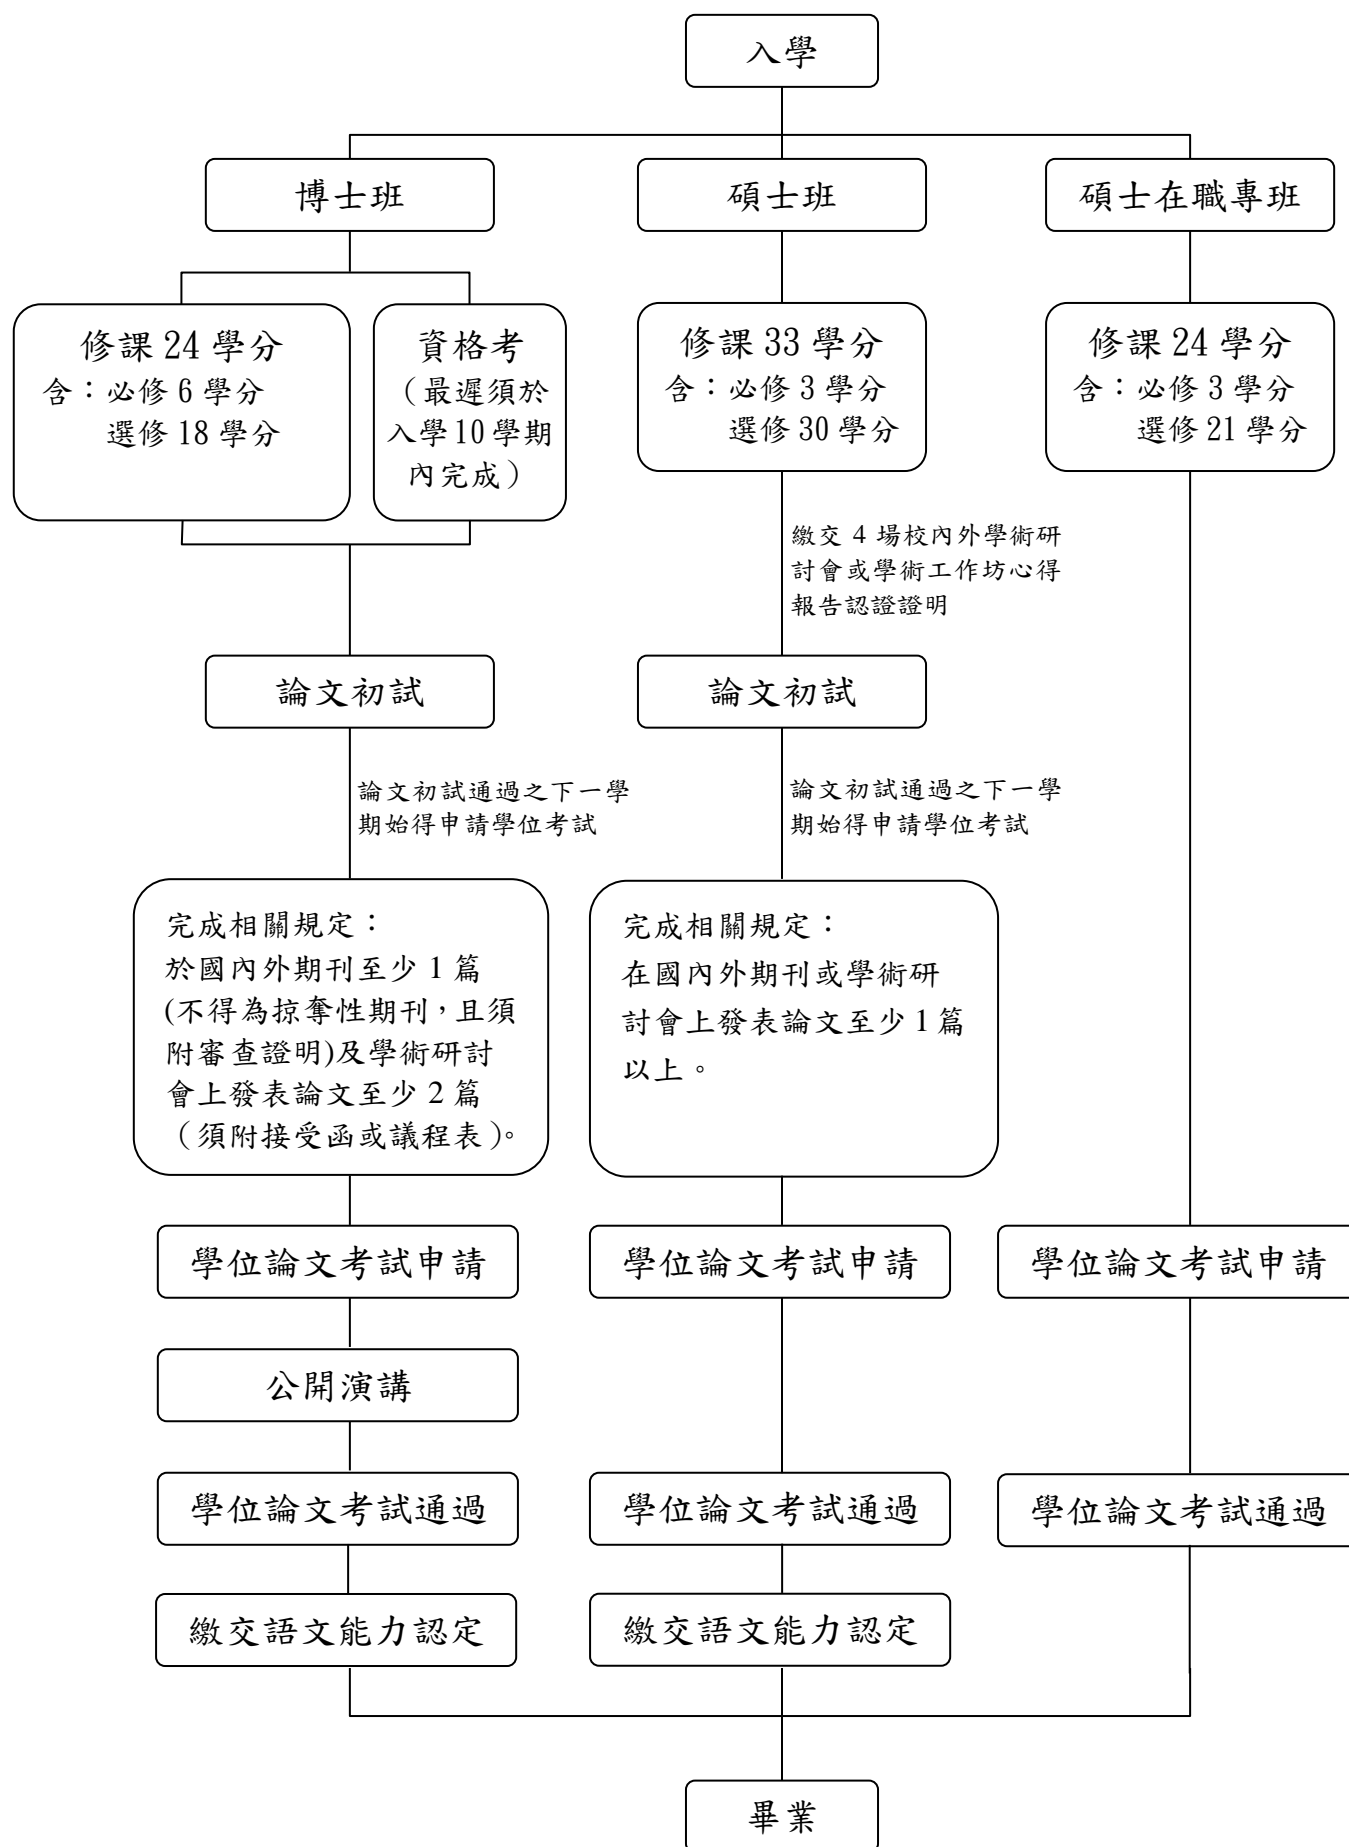 入學
博士班
碩士班
碩士在職專班
修課 24 學分
含：必修 6 學分
選修 18 學分
資格考
（最遲須於
入學 10 學期
內完成）
修課 33 學分
含：必修 3 學分
選修 30 學分
修課 24 學分
含：必修 3 學分
選修 21 學分
繳交 4 場校內外學術研
討會或學術工作坊心得
報告認證證明
論文初試
論文初試
論文初試通過之下一學
期始得申請學位考試
論文初試通過之下一學
期始得申請學位考試
完成相關規定：
於國內外期刊至少 1 篇
(不得為掠奪性期刊，且須
附審查證明)及學術研討
會上發表論文至少 2 篇
（須附接受函或議程表）。
完成相關規定：
在國內外期刊或學術研
討會上發表論文至少 1 篇
以上。
學位論文考試申請
學位論文考試申請
學位論文考試申請
公開演講
學位論文考試通過
學位論文考試通過
學位論文考試通過
繳交語文能力認定
繳交語文能力認定
畢業